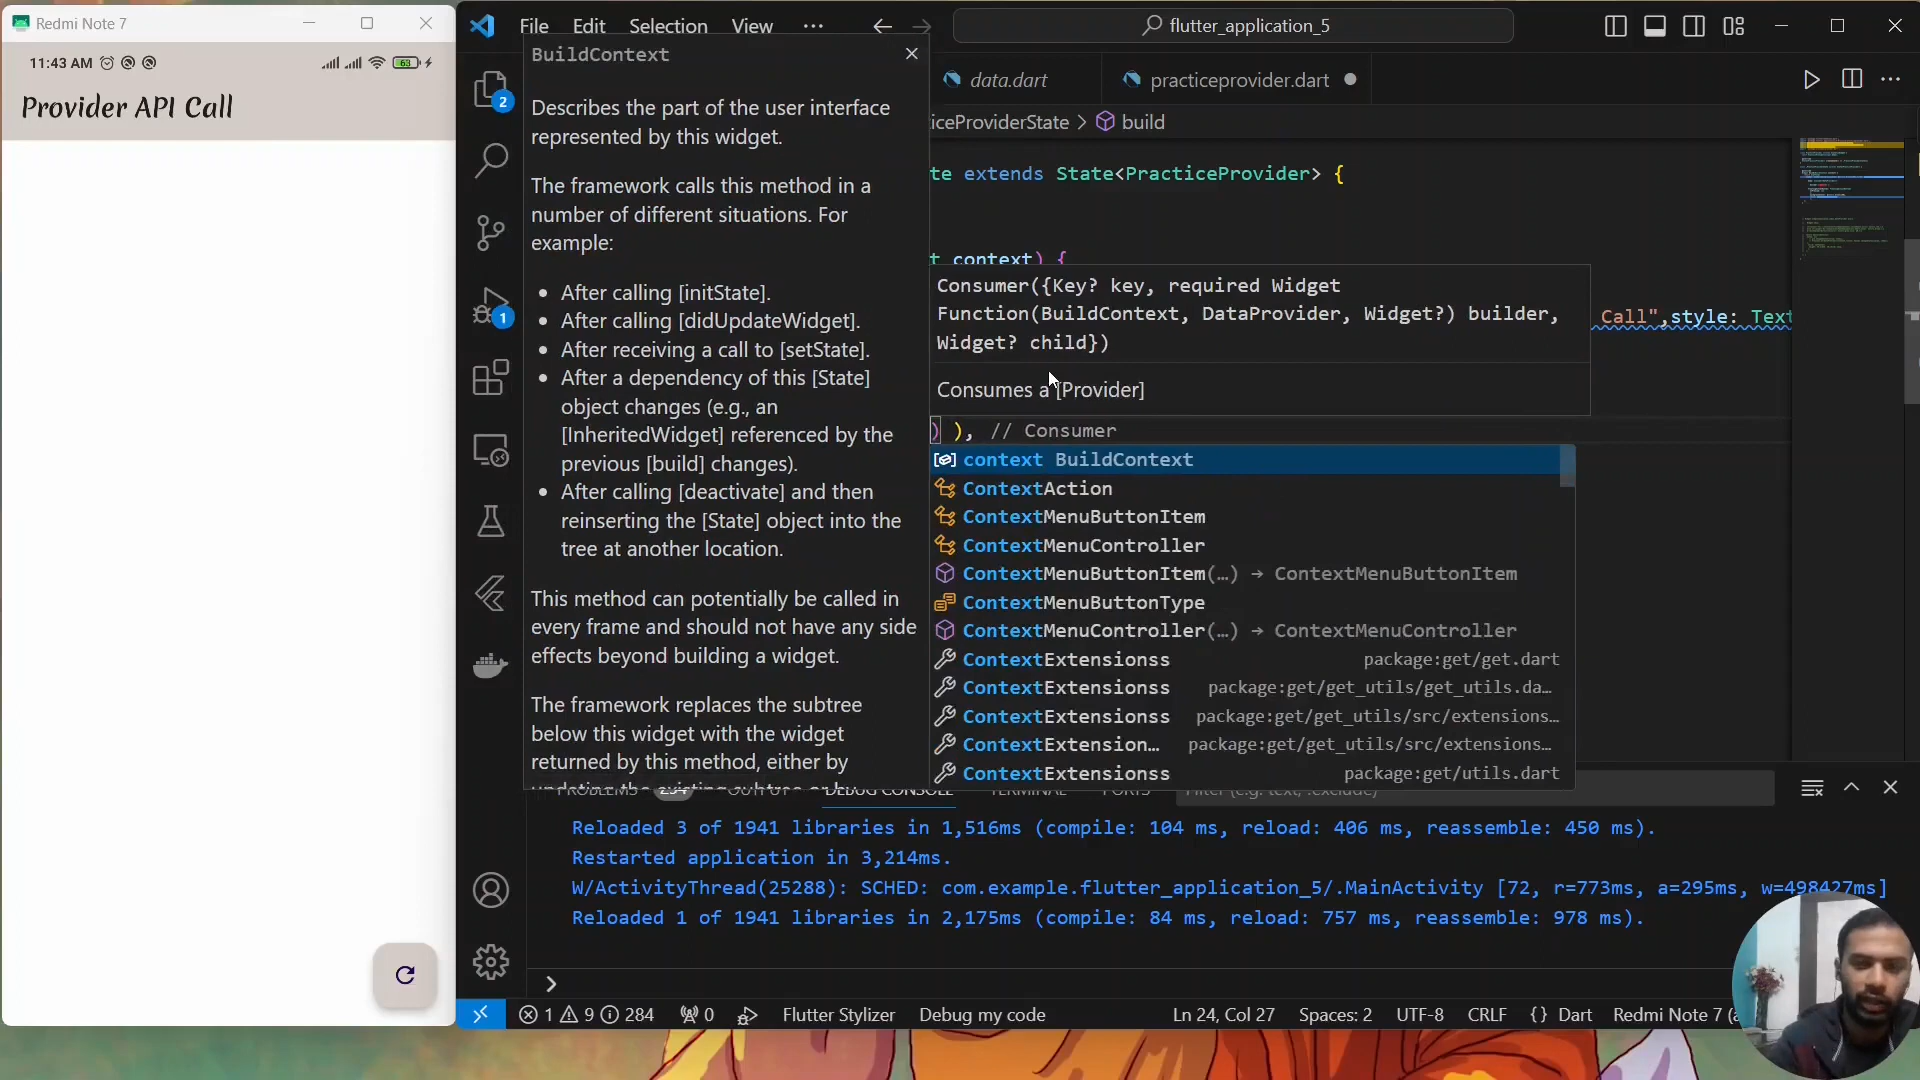 Redmi Note 7
11:43 AM
63
Provider API Call
File Edit Selection View ...
flutter_application_5
BuildContext
Describes the part of the user interface
represented by this widget.
The framework calls this method in a
number of different situations. For
example:
After calling [initState].
After calling [didUpdateWidget].
After receiving a call to [setState].
After a dependency of this [State]
object changes (e.g., an
[InheritedWidget] referenced by the
previous [build] changes).
After calling [deactivate] and then
reinserting the [State] object into the
tree at another location.
This method can potentially be called in
every frame and should not have any side
effects beyond building a widget.
The framework replaces the subtree
below this widget with the widget
returned by this method, either by
2
1
data.dart
practiceprovider.dart
iceProviderState > build
te extends State<PracticeProvider> {
t context) {
Call",style: Text
Consumer({Key? key, required Widget
Function(BuildContext, DataProvider, Widget?) builder,
Widget? child})
Consumes a [Provider]
) ), // Consumer
context BuildContext
ContextAction
ContextMenuButtonItem
ContextMenuController
ContextMenuButtonItem(…) → ContextMenuButtonItem
ContextMenuButtonType
ContextMenuController(…) → ContextMenuController
ContextExtensionss package:get/get.dart
ContextExtensionss package:get/get_utils/get_utils.da…
ContextExtensionss package:get/get_utils/src/extensions…
ContextExtension… package:get/get_utils/src/extensions…
ContextExtensionss package:get/utils.dart
DEBUG CONSOLE
Reloaded 3 of 1941 libraries in 1,516ms (compile: 104 ms, reload: 406 ms, reassemble: 450 ms).
Restarted application in 3,214ms.
W/ActivityThread(25288): SCHED: com.example.flutter_application_5/.MainActivity [72, r=773ms, a=295ms, w=498427ms]
Reloaded 1 of 1941 libraries in 2,175ms (compile: 84 ms, reload: 757 ms, reassemble: 978 ms).
>
1 9 284 0 Flutter Stylizer Debug my code Ln 24, Col 27 Spaces: 2 UTF-8 CRLF {} Dart Redmi Note 7 (a